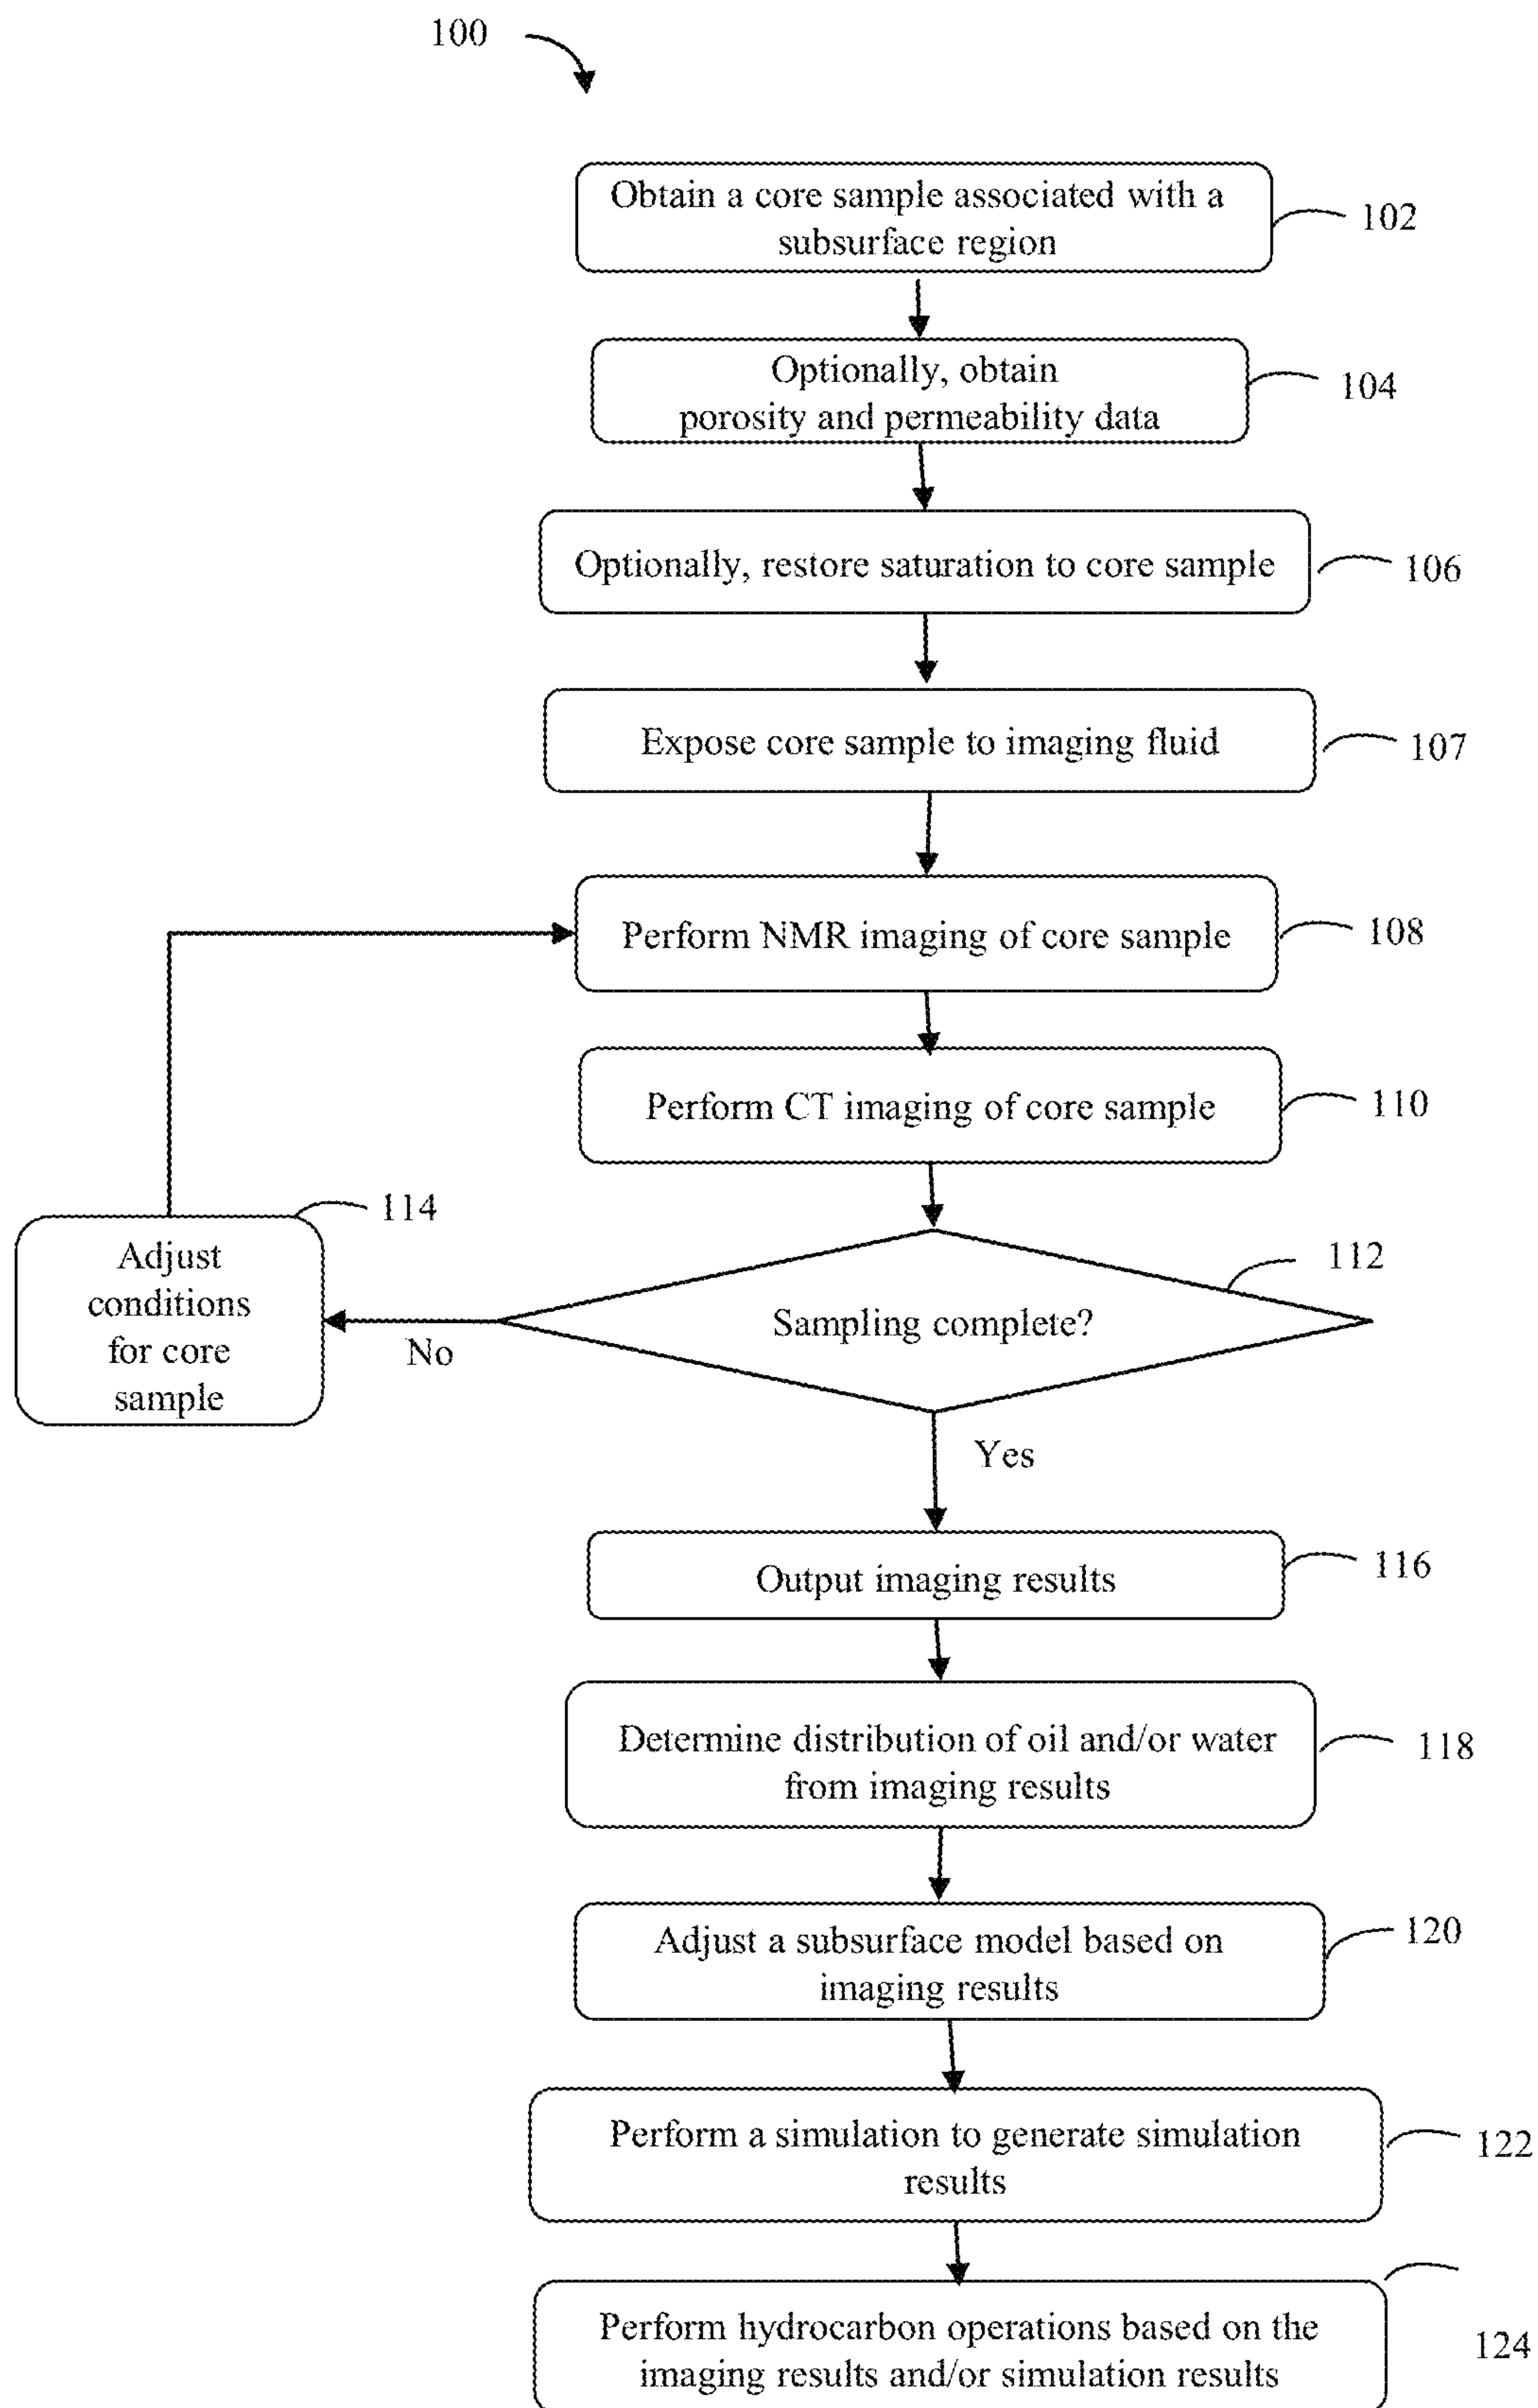 100
Obtain a core sample associated with a
subsurface region
102
Optionally, obtain
porosity and permeability data
104
Optionally, restore saturation to core sample
106
Expose core sample to imaging fluid
107
Perform NMR imaging of core sample
108
Perform CT imaging of core sample
110
114
Adjust
conditions
for core
sample
No
112
Sampling complete?
Yes
Output imaging results
116
Determine distribution of oil and/or water
from imaging results
118
Adjust a subsurface model based on
imaging results
120
Perform a simulation to generate simulation
results
122
Perform hydrocarbon operations based on the
imaging results and/or simulation results
124